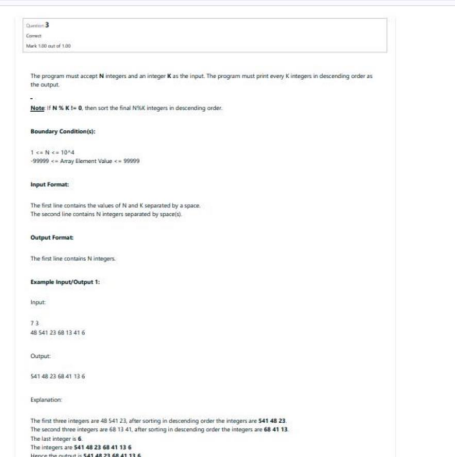 Question 3
Correct
Mark 1.00 out of 1.00
The program must accept N integers and an integer K as the input. The program must print every K integers in descending order as
the output.
-
Note: If N % K != 0, then sort the final N%K integers in descending order.
Boundary Condition(s):
1 <= N <= 10^4
-99999 <= Array Element Value <= 99999
Input Format:
The first line contains the values of N and K separated by a space.
The second line contains N integers separated by space(s).
Output Format:
The first line contains N integers.
Example Input/Output 1:
Input:
7 3
48 541 23 68 13 41 6
Output:
541 48 23 68 41 13 6
Explanation:
The first three integers are 48 541 23, after sorting in descending order the integers are 541 48 23.
The second three integers are 68 13 41, after sorting in descending order the integers are 68 41 13.
The last integer is 6.
The integers are 541 48 23 68 41 13 6
Hence the output is 541 48 23 68 41 13 6